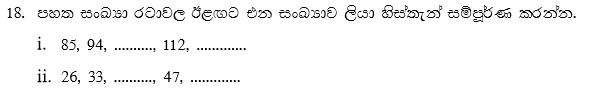 18. පහත සංඛ්‍යා රටාවල ඊළඟට එන සංඛ්‍යාව ලියා හිස්තැන් සම්පූර්ණ කරන්න.
i. 85, 94, .........., 112, .............
ii. 26, 33, .........., 47, .............